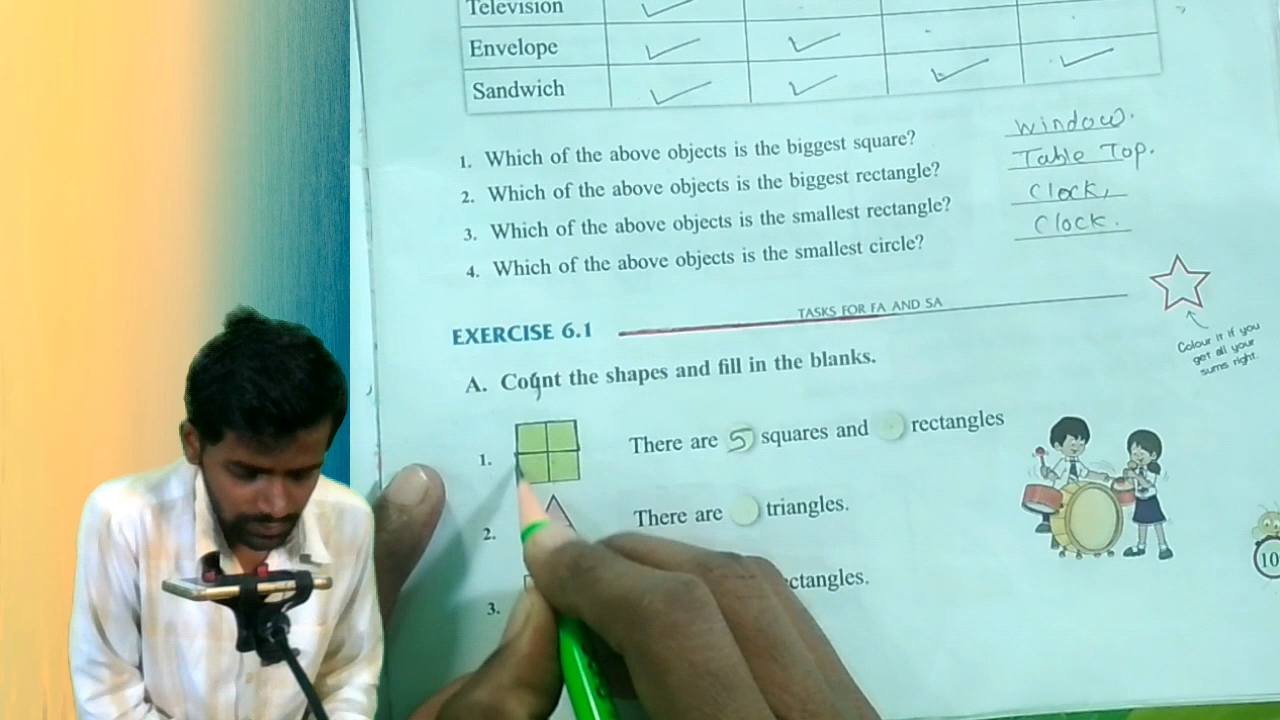 Television
Envelope
Sandwich
1. Which of the above objects is the biggest square? window.
2. Which of the above objects is the biggest rectangle? Table Top.
3. Which of the above objects is the smallest rectangle? Clock,
4. Which of the above objects is the smallest circle? Clock.
EXERCISE 6.1
TASKS FOR FA AND SA
Colour it if you
get all your
sums right.
A. Count the shapes and fill in the blanks.
1. There are 5 squares and rectangles
2. There are triangles.
3. ctangles.
10